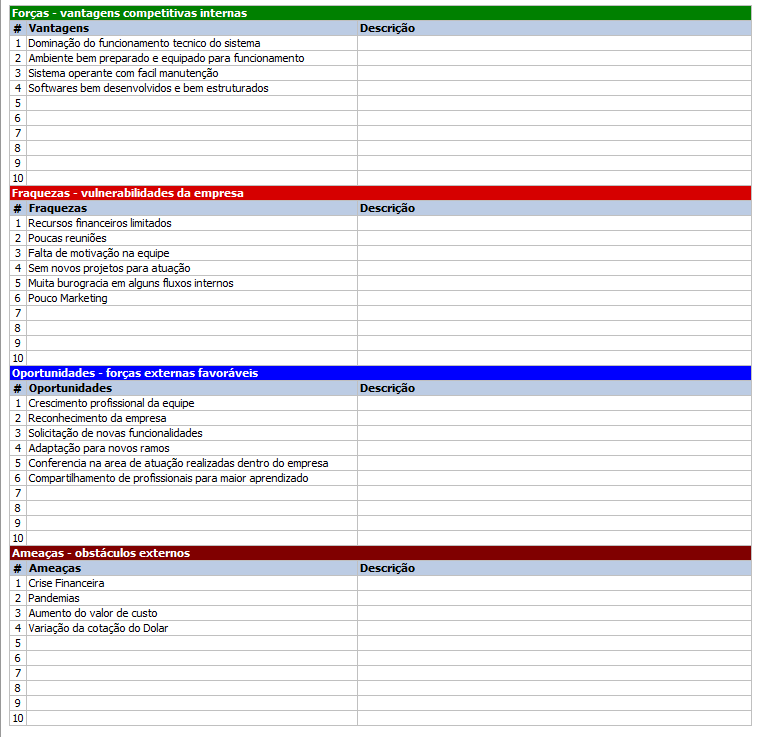 Forças - vantagens competitivas internas
# Vantagens Descrição
1 Dominação do funcionamento tecnico do sistema
2 Ambiente bem preparado e equipado para funcionamento
3 Sistema operante com facil manutenção
4 Softwares bem desenvolvidos e bem estruturados
5
6
7
8
9
10
Fraquezas - vulnerabilidades da empresa
# Fraquezas Descrição
1 Recursos financeiros limitados
2 Poucas reuniões
3 Falta de motivação na equipe
4 Sem novos projetos para atuação
5 Muita burogracia em alguns fluxos internos
6 Pouco Marketing
7
8
9
10
Oportunidades - forças externas favoráveis
# Oportunidades Descrição
1 Crescimento profissional da equipe
2 Reconhecimento da empresa
3 Solicitação de novas funcionalidades
4 Adaptação para novos ramos
5 Conferencia na area de atuação realizadas dentro do empresa
6 Compartilhamento de profissionais para maior aprendizado
7
8
9
10
Ameaças - obstáculos externos
# Ameaças Descrição
1 Crise Financeira
2 Pandemias
3 Aumento do valor de custo
4 Variação da cotação do Dolar
5
6
7
8
9
10